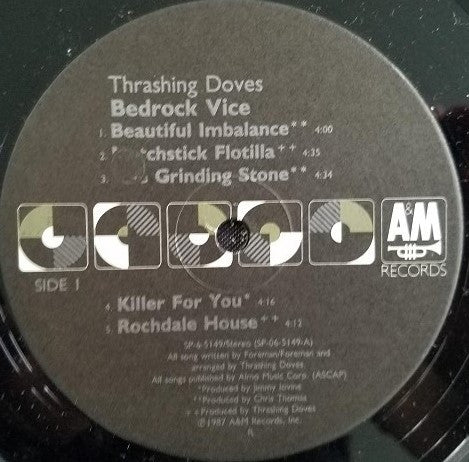 Thrashing Doves
Bedrock Vice
1. Beautiful Imbalance** 4:00
2. tchstick Flotilla++ 4:35
3. Grinding Stone** 4:34
A&M
RECORDS
SIDE 1
4. Killer For You* 4:16
5. Rochdale House++ 4:12
SP-6-5149/Stereo (SP-06-5149-A)
All song written by Foreman/Foreman and
arranged by Thrashing Doves.
All songs published by Almo Music Corp. (ASCAP)
*Produced by Jimmy Iovine
**Produced by Chris Thomas
++Produced by Thrashing Doves
©1987 A&M Records, Inc.